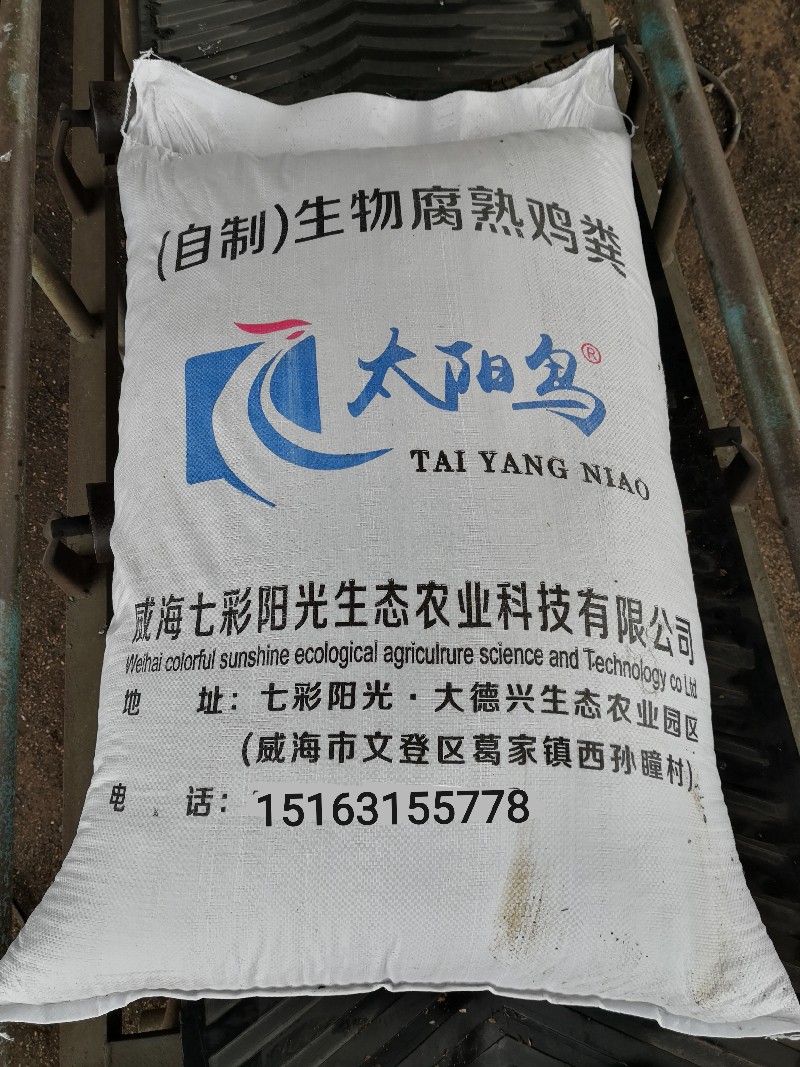 (自制)生物腐熟鸡粪
太阳鸟®
TAI YANG NIAO
威海七彩阳光生态农业科技有限公司
Weihai colorful sunshine ecological agriculrure science and Technology co Ltd
地 址：七彩阳光·大德兴生态农业园区
(威海市文登区葛家镇西孙瞳村)
电 话：15163155778